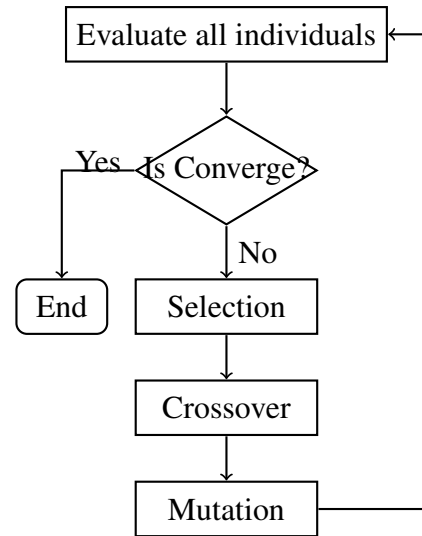 Evaluate all individuals
Yes
Is Converge?
No
End
Selection
Crossover
Mutation